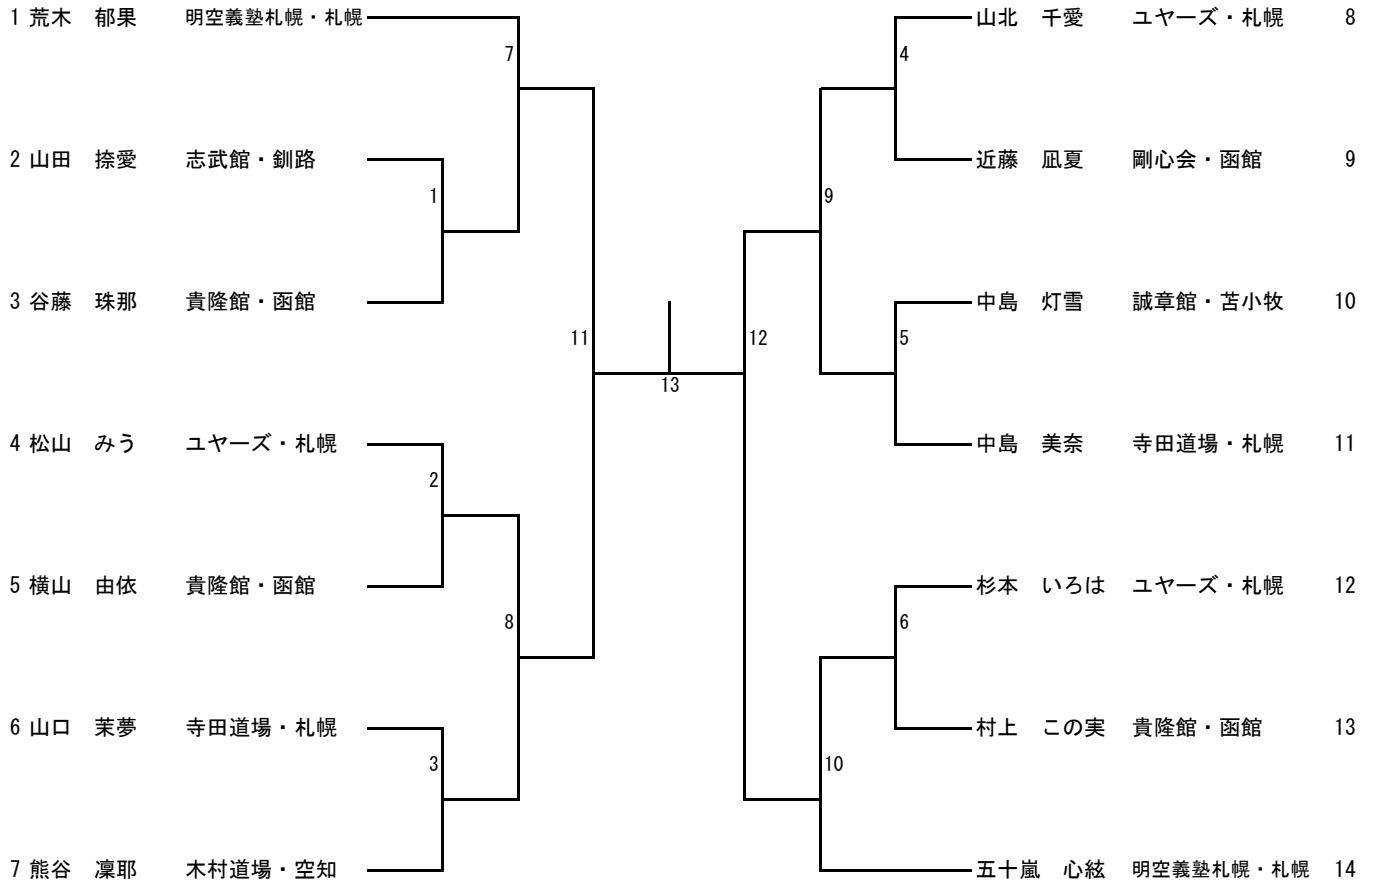 1 荒木　郁果　明空義塾札幌・札幌
7
2 山田　捺愛　志武館・釧路
1
3 谷藤　珠那　貴隆館・函館
11
4 松山　みう　ユヤーズ・札幌
2
5 横山　由依　貴隆館・函館
8
6 山口　茉夢　寺田道場・札幌
3
7 熊谷　凜耶　木村道場・空知
13
山北　千愛　ユヤーズ・札幌　8
4
近藤　凪夏　剛心会・函館　9
9
中島　灯雪　誠章館・苫小牧　10
12
5
中島　美奈　寺田道場・札幌　11
杉本　いろは　ユヤーズ・札幌　12
6
村上　この実　貴隆館・函館　13
10
五十嵐　心絃　明空義塾札幌・札幌　14